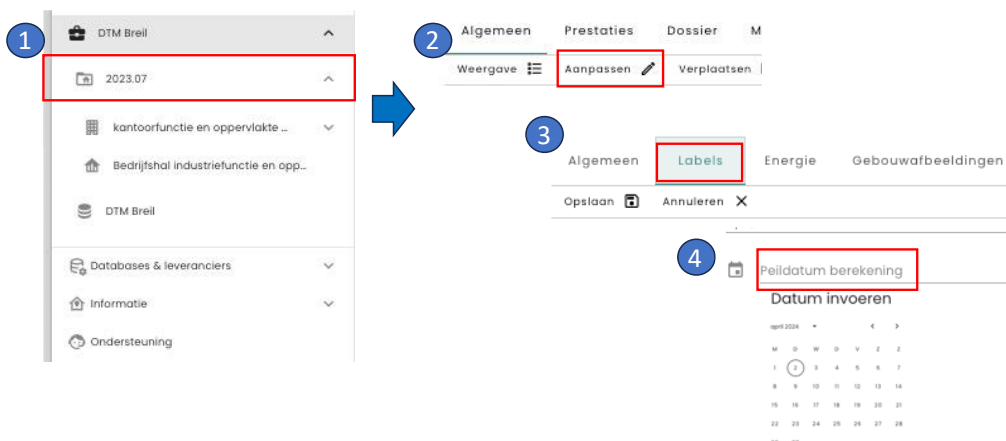 1
DTM Breil
2023.07
kantoorfunctie en oppervlakte ...
Bedrijfshal industriefunctie en opp...
DTM Breil
Databases & leveranciers
Informatie
Ondersteuning
2
Algemeen Prestaties Dossier M
Weergave Aanpassen Verplaatsen
3
Algemeen Labels Energie Gebouwafbeeldingen
Opslaan Annuleren
4
Peildatum berekening
Datum invoeren
april 2024
M D W D V Z Z
1 2 3 4 5 6 7
8 9 10 11 12 13 14
15 16 17 18 19 20 21
22 23 24 25 26 27 28